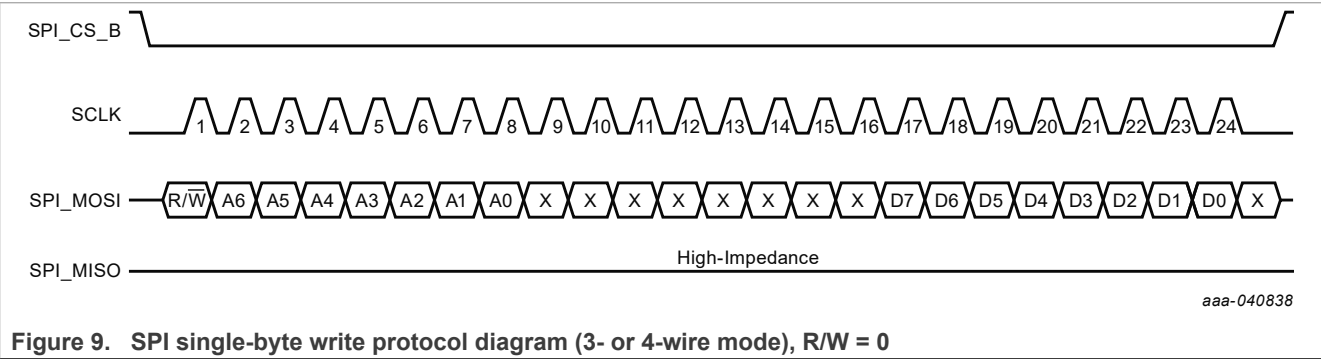 SPI_CS_B
SCLK 1 2 3 4 5 6 7 8 9 10 11 12 13 14 15 16 17 18 19 20 21 22 23 24
SPI_MOSI R/W̅ A6 A5 A4 A3 A2 A1 A0 X X X X X X X X D7 D6 D5 D4 D3 D2 D1 D0 X
High-Impedance
SPI_MISO
aaa-040838
Figure 9. SPI single-byte write protocol diagram (3- or 4-wire mode), R/W = 0